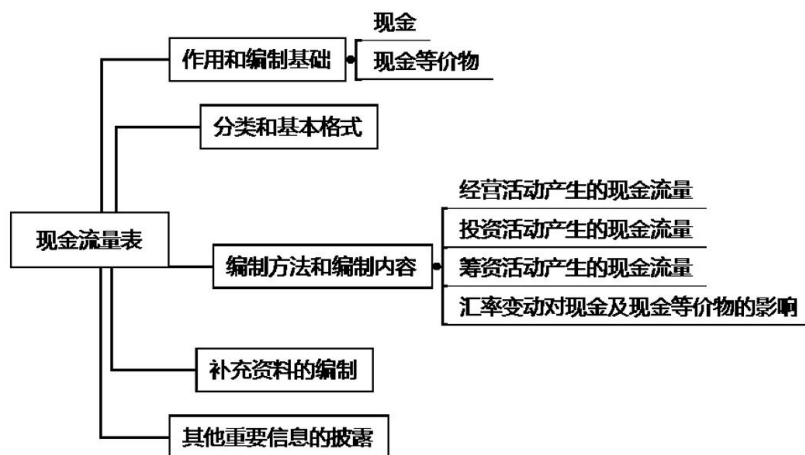 现金流量表
作用和编制基础
现金
现金等价物
分类和基本格式
编制方法和编制内容
经营活动产生的现金流量
投资活动产生的现金流量
筹资活动产生的现金流量
汇率变动对现金及现金等价物的影响
补充资料的编制
其他重要信息的披露